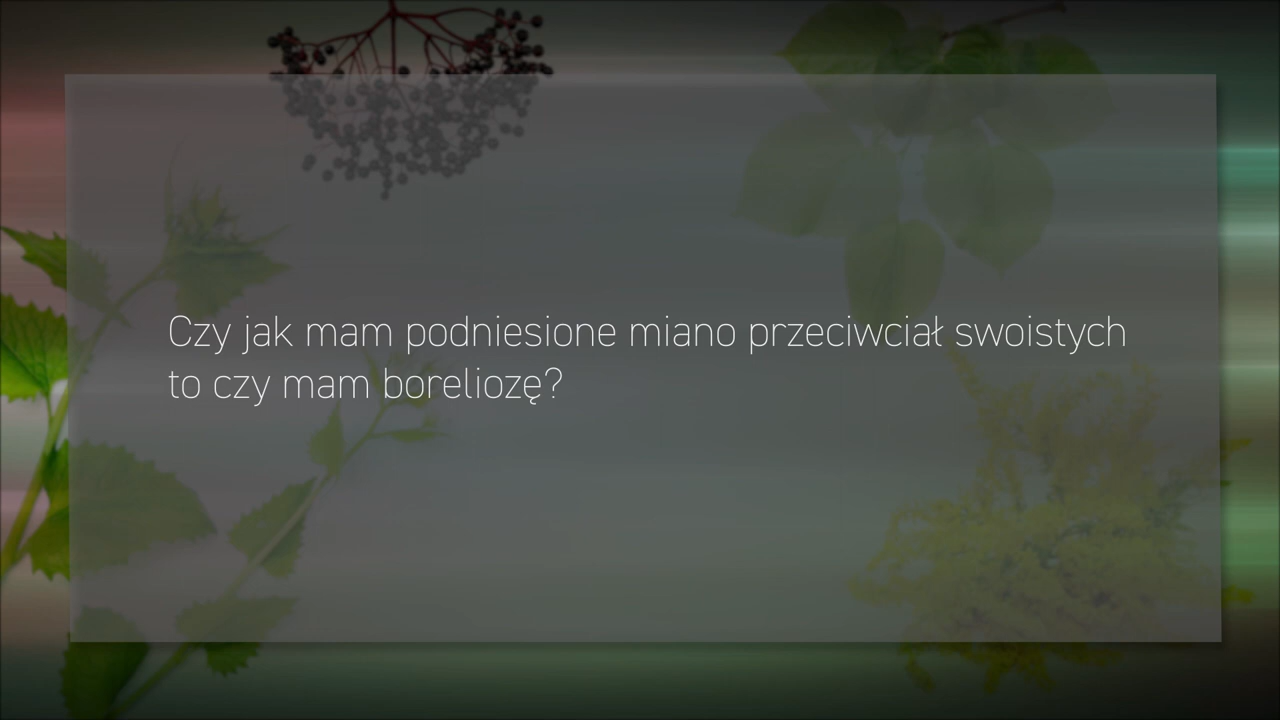 Czy jak mam podniesione miano przeciwciał swoistych
to czy mam boreliozę?